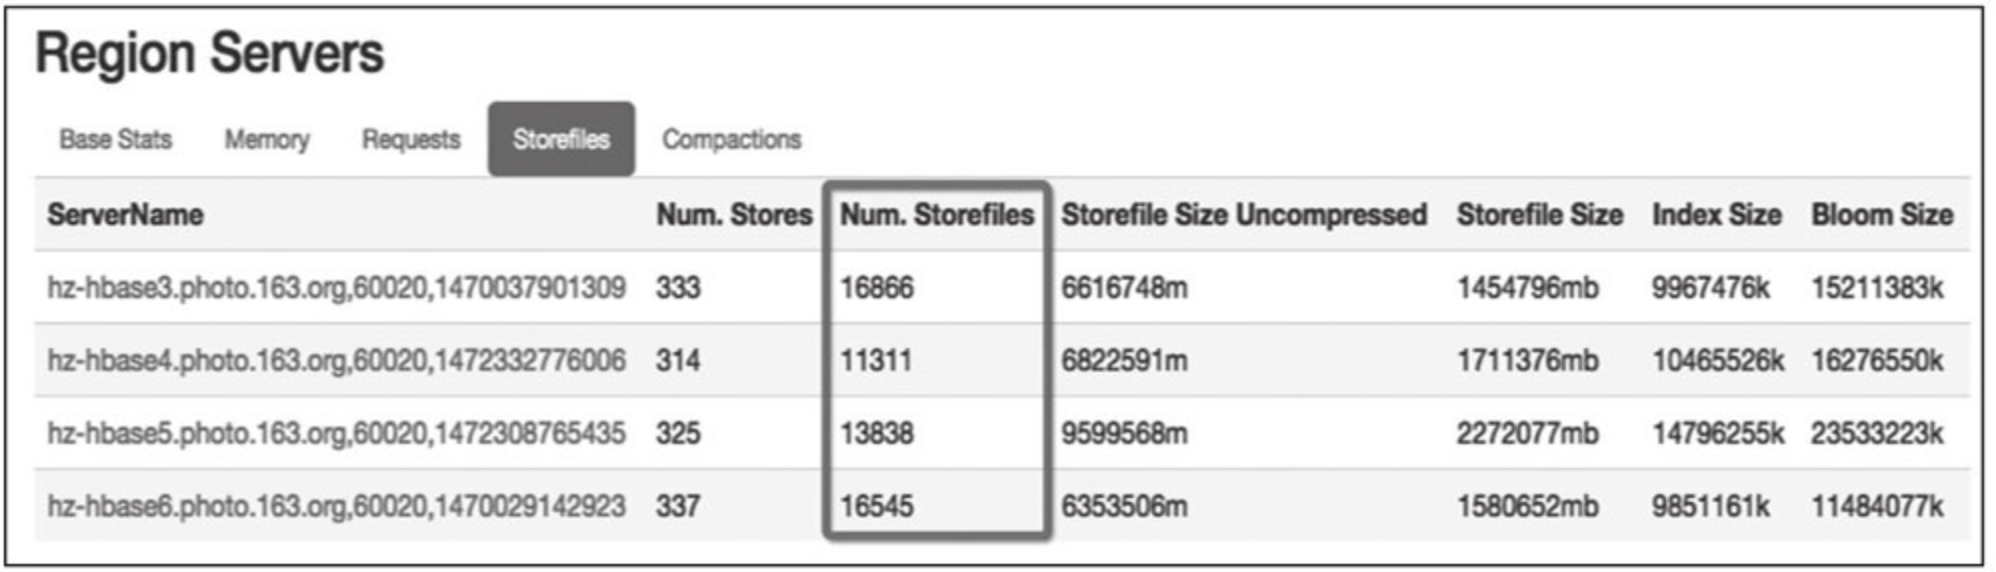 Region Servers
Base Stats Memory Requests Storefiles Compactions
ServerName Num. Stores Num. Storefiles Storefile Size Uncompressed Storefile Size Index Size Bloom Size
hz-hbase3.photo.163.org,60020,1470037901309 333 16866 6616748m 1454796mb 9967476k 15211383k
hz-hbase4.photo.163.org,60020,1472332776006 314 11311 6822591m 1711376mb 10465526k 16276550k
hz-hbase5.photo.163.org,60020,1472308765435 325 13838 9599568m 2272077mb 14796255k 23533223k
hz-hbase6.photo.163.org,60020,1470029142923 337 16545 6353506m 1580652mb 9851161k 11484077k